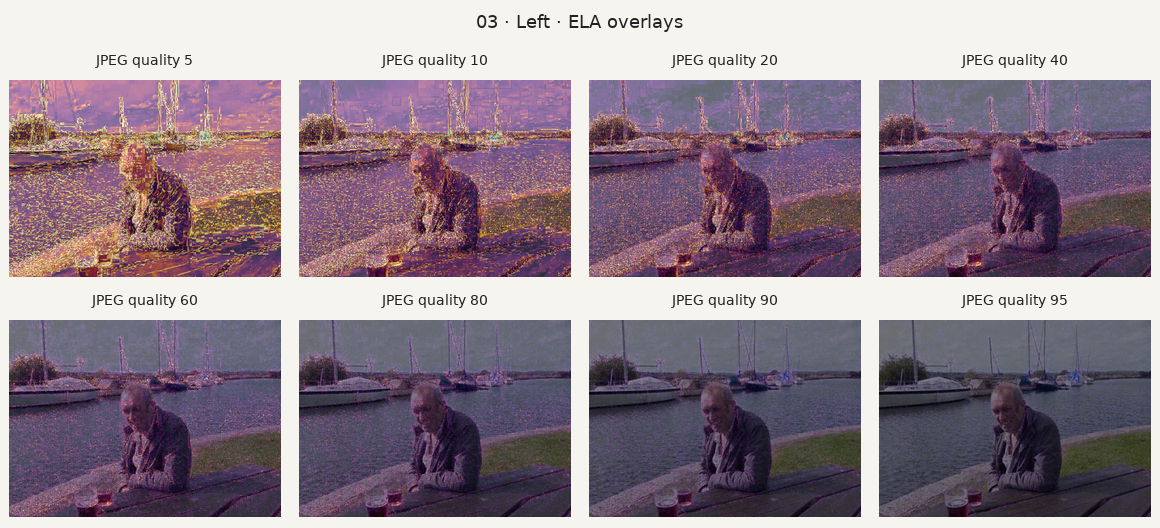 03 · Left · ELA overlays
JPEG quality 5
JPEG quality 10
JPEG quality 20
JPEG quality 40
JPEG quality 60
JPEG quality 80
JPEG quality 90
JPEG quality 95